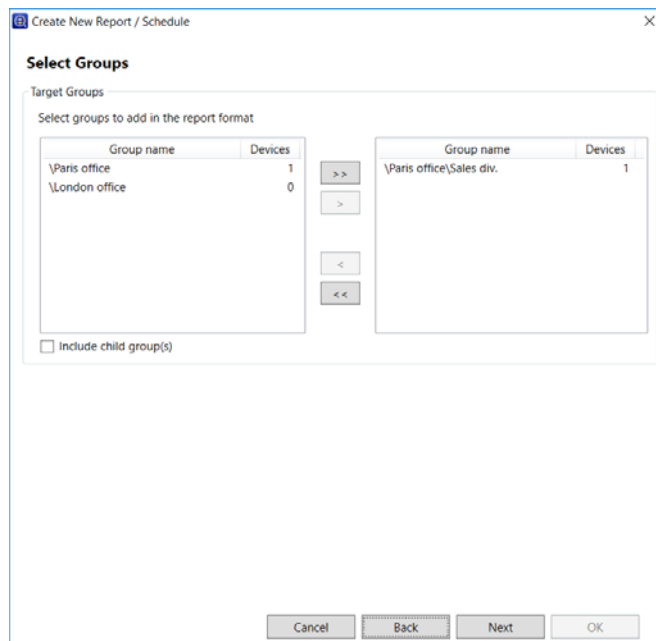 Create New Report / Schedule
Select Groups
Target Groups
Select groups to add in the report format
Group name Devices
\Paris office 1
\London office 0
>>
>
<
<<
Group name Devices
\Paris office\Sales div. 1
Include child group(s)
Cancel Back Next OK